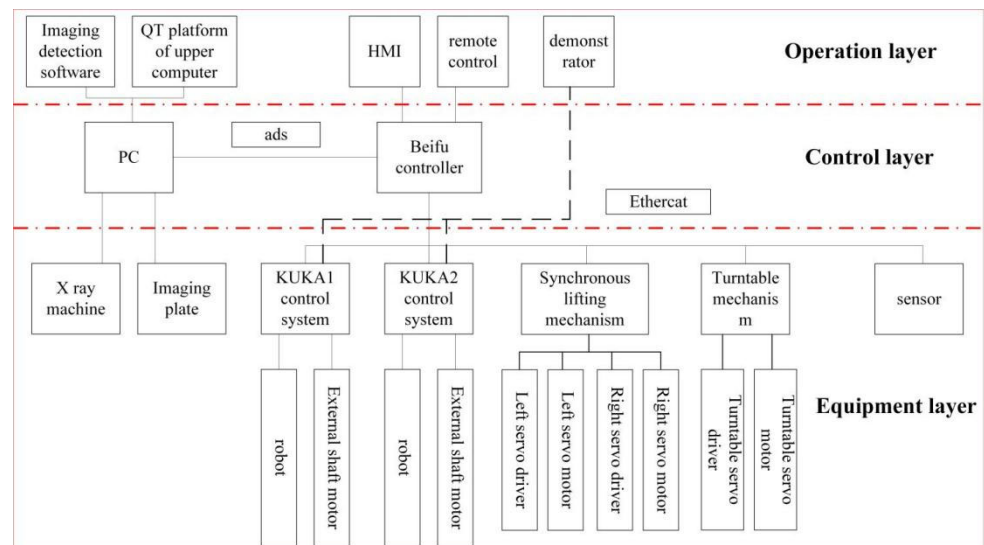 Imaging
detection
software
QT platform
of upper
computer
HMI
remote
control
demonst
rator
Operation layer
PC
ads
Beifu
controller
Control layer
Ethercat
X ray
machine
Imaging
plate
KUKA1
control
system
KUKA2
control
system
Synchronous
lifting
mechanism
Turntable
mechanis
m
sensor
robot
External shaft motor
robot
External shaft motor
Left servo driver
Left servo motor
Right servo driver
Right servo motor
Turntable servo
driver
Turntable servo
motor
Equipment layer